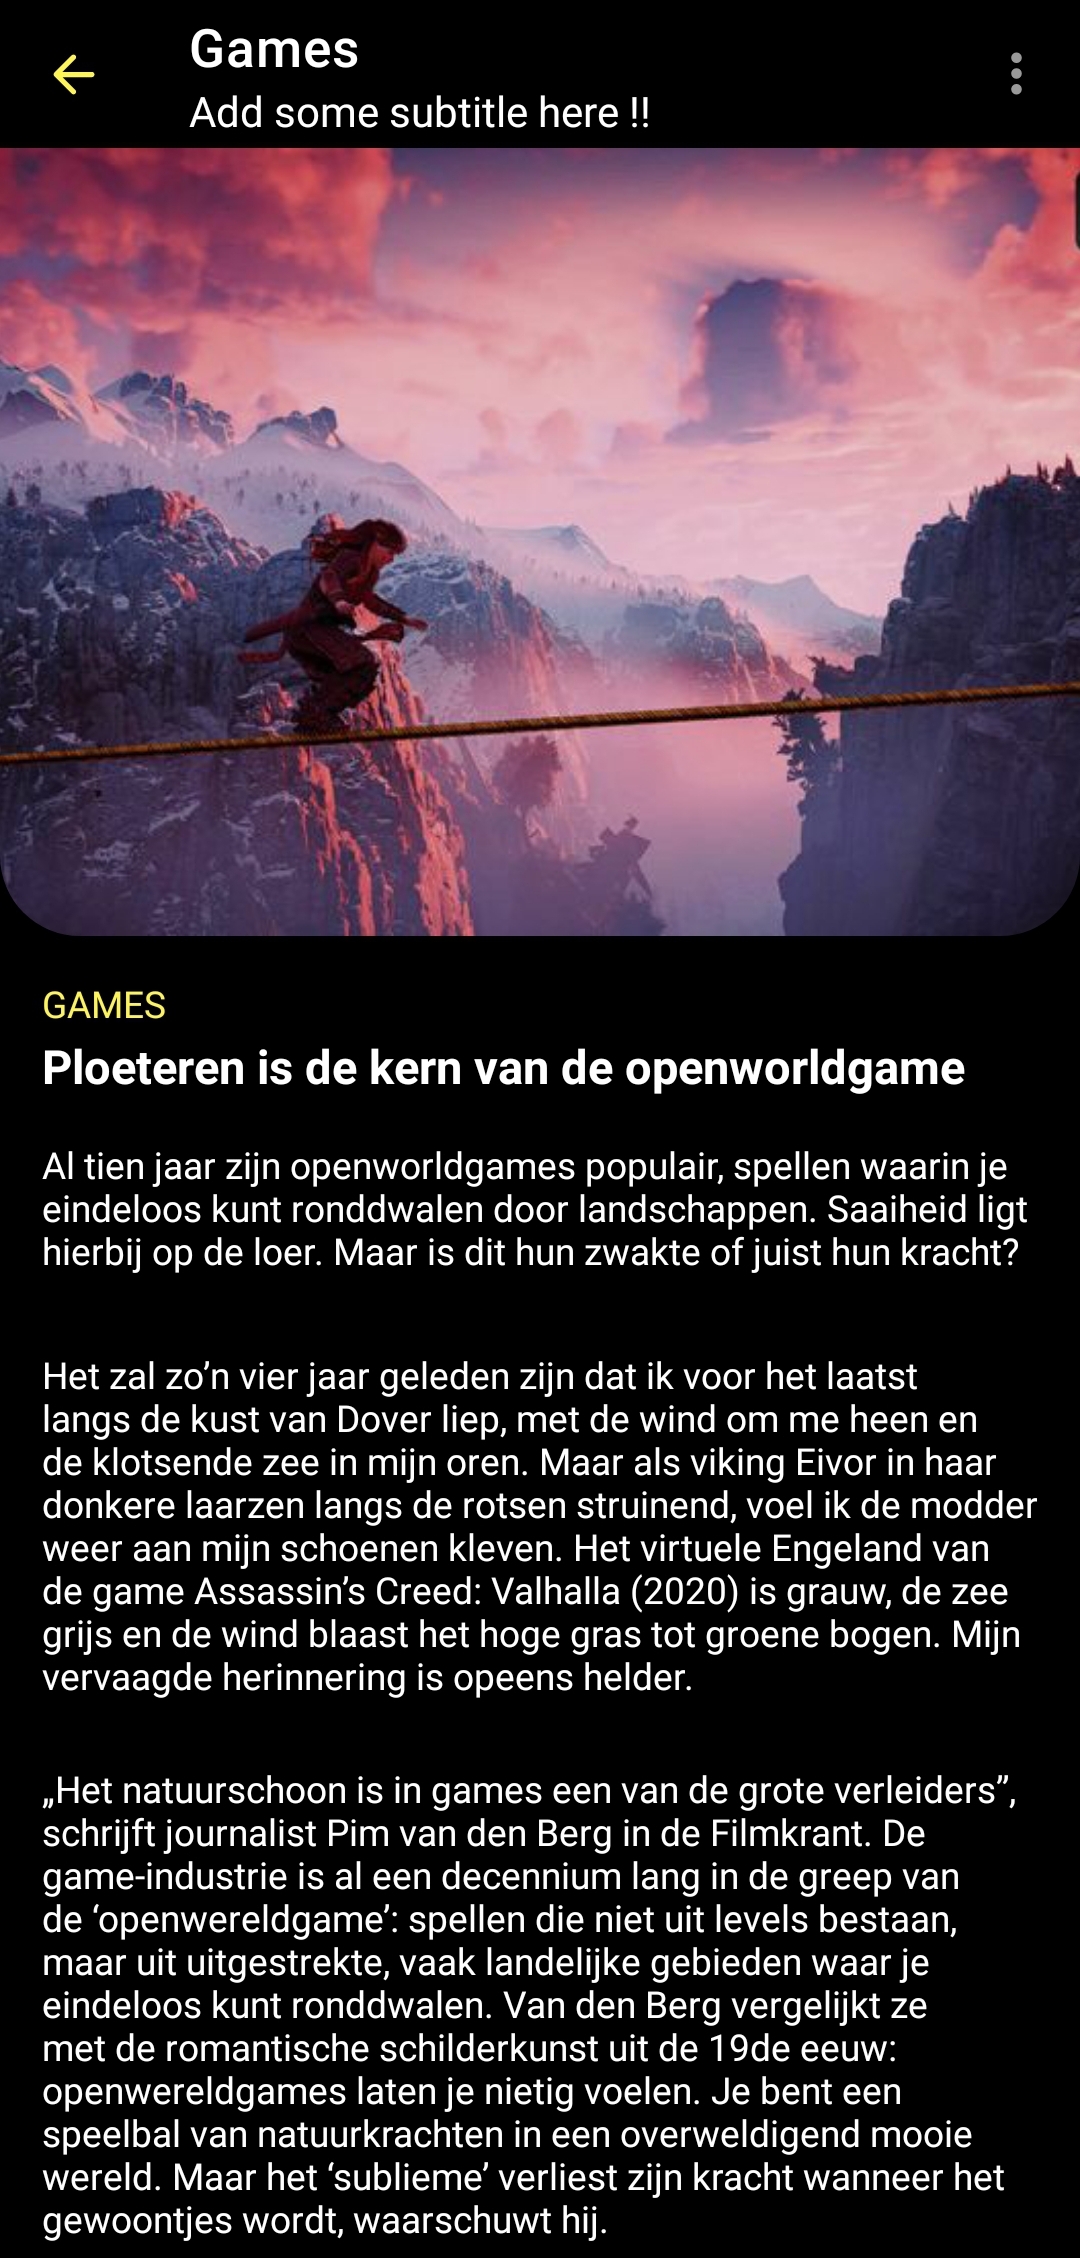 Games
Add some subtitle here !!
GAMES
Ploeteren is de kern van de openworldgame
Al tien jaar zijn openworldgames populair, spellen waarin je
eindeloos kunt ronddwalen door landschappen. Saaiheid ligt
hierbij op de loer. Maar is dit hun zwakte of juist hun kracht?
Het zal zo’n vier jaar geleden zijn dat ik voor het laatst
langs de kust van Dover liep, met de wind om me heen en
de klotsende zee in mijn oren. Maar als viking Eivor in haar
donkere laarzen langs de rotsen struinend, voel ik de modder
weer aan mijn schoenen kleven. Het virtuele Engeland van
de game Assassin’s Creed: Valhalla (2020) is grauw, de zee
grijs en de wind blaast het hoge gras tot groene bogen. Mijn
vervaagde herinnering is opeens helder.
„Het natuurschoon is in games een van de grote verleiders”,
schrijft journalist Pim van den Berg in de Filmkrant. De
game-industrie is al een decennium lang in de greep van
de ‘openwereldgame’: spellen die niet uit levels bestaan,
maar uit uitgestrekte, vaak landelijke gebieden waar je
eindeloos kunt ronddwalen. Van den Berg vergelijkt ze
met de romantische schilderkunst uit de 19de eeuw:
openwereldgames laten je nietig voelen. Je bent een
speelbal van natuurkrachten in een overweldigend mooie
wereld. Maar het ‘sublieme’ verliest zijn kracht wanneer het
gewoontjes wordt, waarschuwt hij.